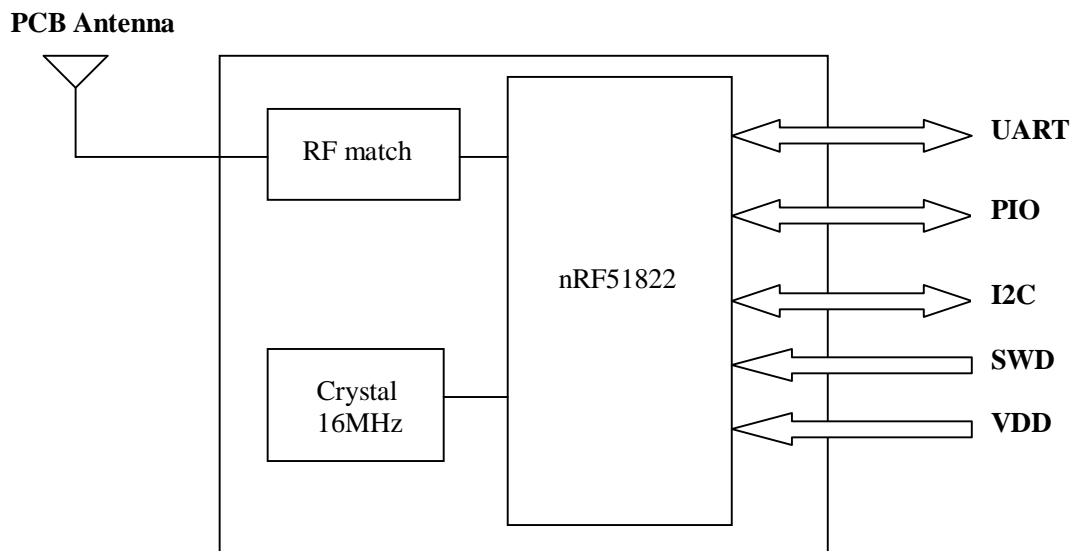 PCB Antenna
RF match
nRF51822
Crystal
16MHz
UART
PIO
I2C
SWD
VDD